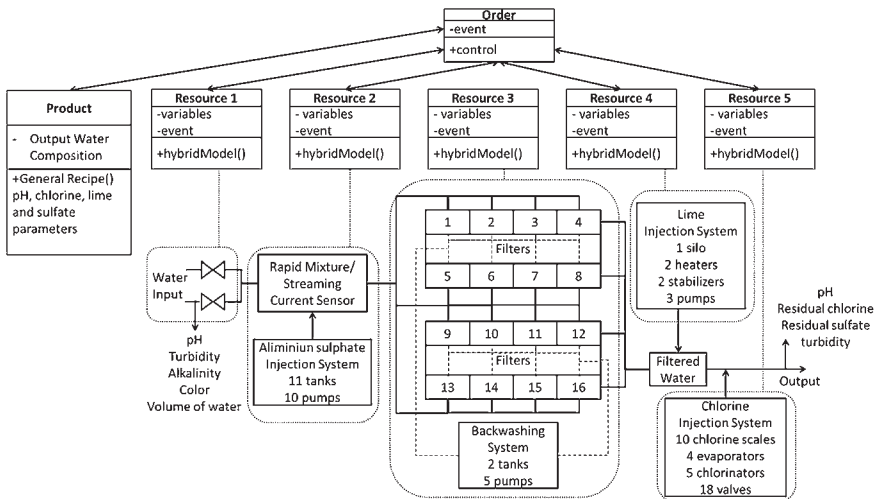 Order
-event
+control
Product
- Output Water
Composition
+General Recipe()
pH, chlorine, lime
and sulfate
parameters
Resource 1
-variables
-event
+hybridModel()
Resource 2
- variables
-event
+hybridModel()
Resource 3
- variables
-event
+hybridModel()
Resource 4
- variables
-event
+hybridModel()
Resource 5
- variables
-event
+hybridModel()
Water
Input
pH
Turbidity
Alkalinity
Color
Volume of water
Rapid Mixture/
Streaming
Current Sensor
Aliminiun sulphate
Injection System
11 tanks
10 pumps
1 2 3 4
Filters
5 6 7 8
9 10 11 12
Filters
13 14 15 16
Backwashing
System
2 tanks
5 pumps
Lime
Injection System
1 silo
2 heaters
2 stabilizers
3 pumps
Filtered
Water
pH
Residual chlorine
Residual sulfate
turbidity
Output
Chlorine
Injection System
10 chlorine scales
4 evaporators
5 chlorinators
18 valves